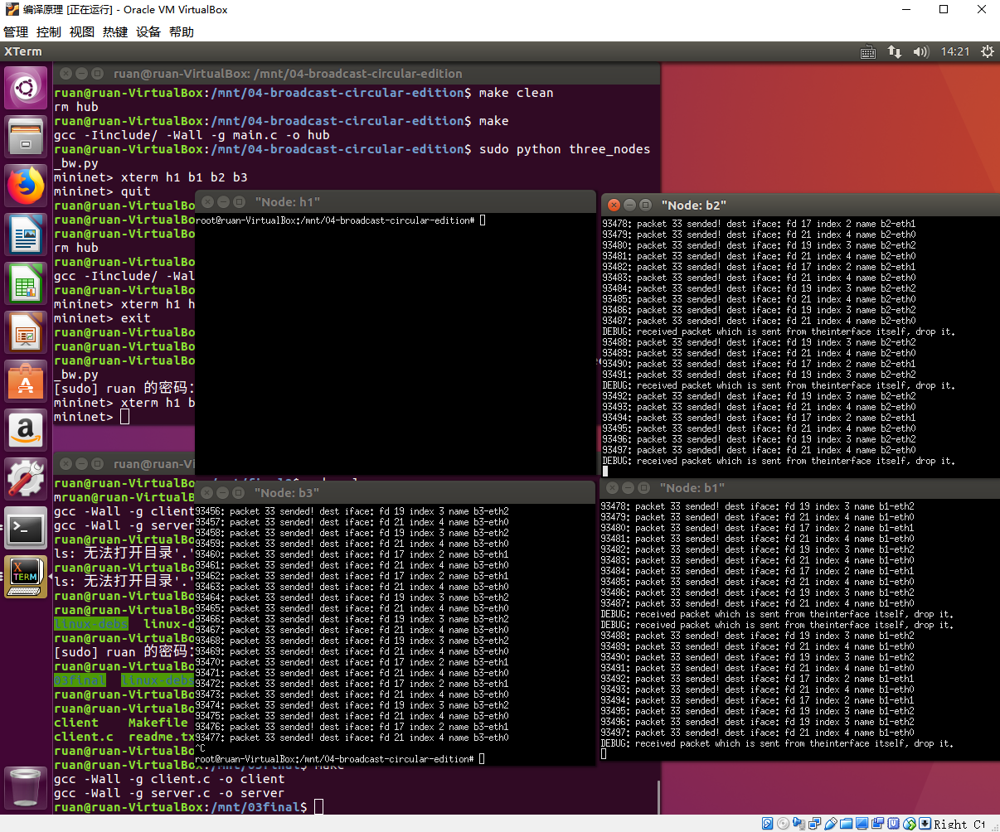 编译原理 [正在运行] - Oracle VM VirtualBox
管理 控制 视图 热键 设备 帮助
XTerm
14:21
ruan@ruan-VirtualBox: /mnt/04-broadcast-circular-edition
ruan@ruan-VirtualBox:/mnt/04-broadcast-circular-edition$ make clean
rm hub
ruan@ruan-VirtualBox:/mnt/04-broadcast-circular-edition$ make
gcc -Iinclude/ -Wall -g main.c -o hub
ruan@ruan-VirtualBox:/mnt/04-broadcast-circular-edition$ sudo python three_nodes
_bw.py
mininet> xterm h1 b1 b2 b3
mininet> quit
ruan@ruan-VirtualBo
ruan@ruan-VirtualBo
ruan@ruan-VirtualBo
rm hub
ruan@ruan-VirtualBo
gcc -Iinclude/ -Wal
ruan@ruan-VirtualBo
mininet> xterm h1 h
mininet> exit
ruan@ruan-VirtualBo
ruan@ruan-VirtualBo
ruan@ruan-VirtualBo
_bw.py
[sudo] ruan 的密码:
mininet> xterm h1 b
mininet>
"Node: h1"
root@ruan-VirtualBox:/mnt/04-broadcast-circular-edition#
"Node: b2"
93478: packet 33 sended! dest iface: fd 17 index 2 name b2-eth1
93479: packet 33 sended! dest iface: fd 21 index 4 name b2-eth0
93480: packet 33 sended! dest iface: fd 19 index 3 name b2-eth2
93481: packet 33 sended! dest iface: fd 21 index 4 name b2-eth0
93482: packet 33 sended! dest iface: fd 17 index 2 name b2-eth1
93483: packet 33 sended! dest iface: fd 21 index 4 name b2-eth0
93484: packet 33 sended! dest iface: fd 19 index 3 name b2-eth2
93485: packet 33 sended! dest iface: fd 21 index 4 name b2-eth0
93486: packet 33 sended! dest iface: fd 19 index 3 name b2-eth2
93487: packet 33 sended! dest iface: fd 21 index 4 name b2-eth0
DEBUG: received packet which is sent from theinterface itself, drop it.
93488: packet 33 sended! dest iface: fd 19 index 3 name b2-eth2
93489: packet 33 sended! dest iface: fd 21 index 4 name b2-eth0
93490: packet 33 sended! dest iface: fd 17 index 2 name b2-eth1
93491: packet 33 sended! dest iface: fd 19 index 3 name b2-eth2
DEBUG: received packet which is sent from theinterface itself, drop it.
93492: packet 33 sended! dest iface: fd 19 index 3 name b2-eth2
93493: packet 33 sended! dest iface: fd 21 index 4 name b2-eth0
93494: packet 33 sended! dest iface: fd 17 index 2 name b2-eth1
93495: packet 33 sended! dest iface: fd 21 index 4 name b2-eth0
93496: packet 33 sended! dest iface: fd 19 index 3 name b2-eth2
93497: packet 33 sended! dest iface: fd 21 index 4 name b2-eth0
DEBUG: received packet which is sent from theinterface itself, drop it.
ruan@ruan-Vi
ruan@ruan-VirtualBo
mruan@ruan-VirtualB
gcc -Wall -g client
gcc -Wall -g server
ruan@ruan-VirtualBo
ls: 无法打开目录'.'
ruan@ruan-VirtualBo
ls: 无法打开目录'.'
ruan@ruan-VirtualBo
ruan@ruan-VirtualBo
linux-debs linux-d
ruan@ruan-VirtualBo
[sudo] ruan 的密码:
ruan@ruan-VirtualBo
03final linux-debs
ruan@ruan-VirtualBo
ruan@ruan-VirtualBo
client Makefile
client.c readme.tx
ruan@ruan-VirtualBo
ruan@ruan-VirtualBox:/mnt/03final$ make
gcc -Wall -g client.c -o client
gcc -Wall -g server.c -o server
ruan@ruan-VirtualBox:/mnt/03final$
"Node: b3"
93456: packet 33 sended! dest iface: fd 19 index 3 name b3-eth2
93457: packet 33 sended! dest iface: fd 21 index 4 name b3-eth0
93458: packet 33 sended! dest iface: fd 19 index 3 name b3-eth2
93459: packet 33 sended! dest iface: fd 21 index 4 name b3-eth0
93460: packet 33 sended! dest iface: fd 17 index 2 name b3-eth1
93461: packet 33 sended! dest iface: fd 21 index 4 name b3-eth0
93462: packet 33 sended! dest iface: fd 17 index 2 name b3-eth1
93463: packet 33 sended! dest iface: fd 21 index 4 name b3-eth0
93464: packet 33 sended! dest iface: fd 19 index 3 name b3-eth2
93465: packet 33 sended! dest iface: fd 21 index 4 name b3-eth0
93466: packet 33 sended! dest iface: fd 19 index 3 name b3-eth2
93467: packet 33 sended! dest iface: fd 21 index 4 name b3-eth0
93468: packet 33 sended! dest iface: fd 19 index 3 name b3-eth2
93469: packet 33 sended! dest iface: fd 21 index 4 name b3-eth0
93470: packet 33 sended! dest iface: fd 17 index 2 name b3-eth1
93471: packet 33 sended! dest iface: fd 21 index 4 name b3-eth0
93472: packet 33 sended! dest iface: fd 17 index 2 name b3-eth1
93473: packet 33 sended! dest iface: fd 21 index 4 name b3-eth0
93474: packet 33 sended! dest iface: fd 19 index 3 name b3-eth2
93475: packet 33 sended! dest iface: fd 21 index 4 name b3-eth0
93476: packet 33 sended! dest iface: fd 17 index 2 name b3-eth1
93477: packet 33 sended! dest iface: fd 21 index 4 name b3-eth0
^C
root@ruan-VirtualBox:/mnt/04-broadcast-circular-edition#
"Node: b1"
93478: packet 33 sended! dest iface: fd 19 index 3 name b1-eth2
93479: packet 33 sended! dest iface: fd 21 index 4 name b1-eth0
93480: packet 33 sended! dest iface: fd 17 index 2 name b1-eth1
93481: packet 33 sended! dest iface: fd 21 index 4 name b1-eth0
93482: packet 33 sended! dest iface: fd 19 index 3 name b1-eth2
93483: packet 33 sended! dest iface: fd 21 index 4 name b1-eth0
93484: packet 33 sended! dest iface: fd 17 index 2 name b1-eth1
93485: packet 33 sended! dest iface: fd 21 index 4 name b1-eth0
93486: packet 33 sended! dest iface: fd 19 index 3 name b1-eth2
93487: packet 33 sended! dest iface: fd 21 index 4 name b1-eth0
DEBUG: received packet which is sent from theinterface itself, drop it.
DEBUG: received packet which is sent from theinterface itself, drop it.
93488: packet 33 sended! dest iface: fd 19 index 3 name b1-eth2
93489: packet 33 sended! dest iface: fd 21 index 4 name b1-eth0
93490: packet 33 sended! dest iface: fd 19 index 3 name b1-eth2
93491: packet 33 sended! dest iface: fd 21 index 4 name b1-eth0
93492: packet 33 sended! dest iface: fd 17 index 2 name b1-eth1
93493: packet 33 sended! dest iface: fd 21 index 4 name b1-eth0
93494: packet 33 sended! dest iface: fd 17 index 2 name b1-eth1
93495: packet 33 sended! dest iface: fd 19 index 3 name b1-eth2
93496: packet 33 sended! dest iface: fd 19 index 3 name b1-eth2
93497: packet 33 sended! dest iface: fd 21 index 4 name b1-eth0
DEBUG: received packet which is sent from theinterface itself, drop it.
Right Ct